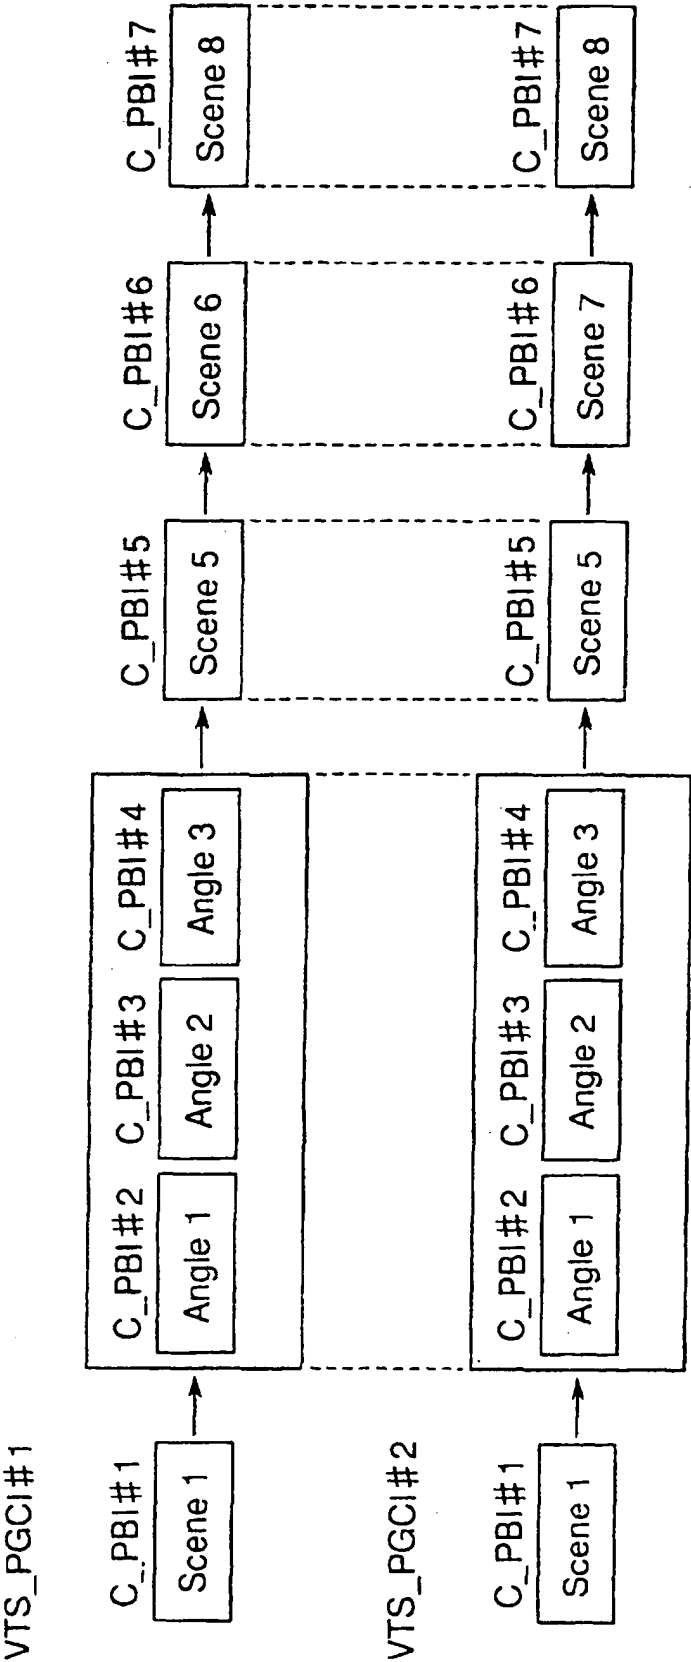 VTS_PGCI#1
C_PBI#1
Scene 1
C_PBI#2
Angle 1
C_PBI#3
Angle 2
C_PBI#4
Angle 3
C_PBI#5
Scene 5
C_PBI#6
Scene 6
C_PBI#7
Scene 8
VTS_PGCI#2
C_PBI#1
Scene 1
C_PBI#2
Angle 1
C_PBI#3
Angle 2
C_PBI#4
Angle 3
C_PBI#5
Scene 5
C_PBI#6
Scene 7
C_PBI#7
Scene 8